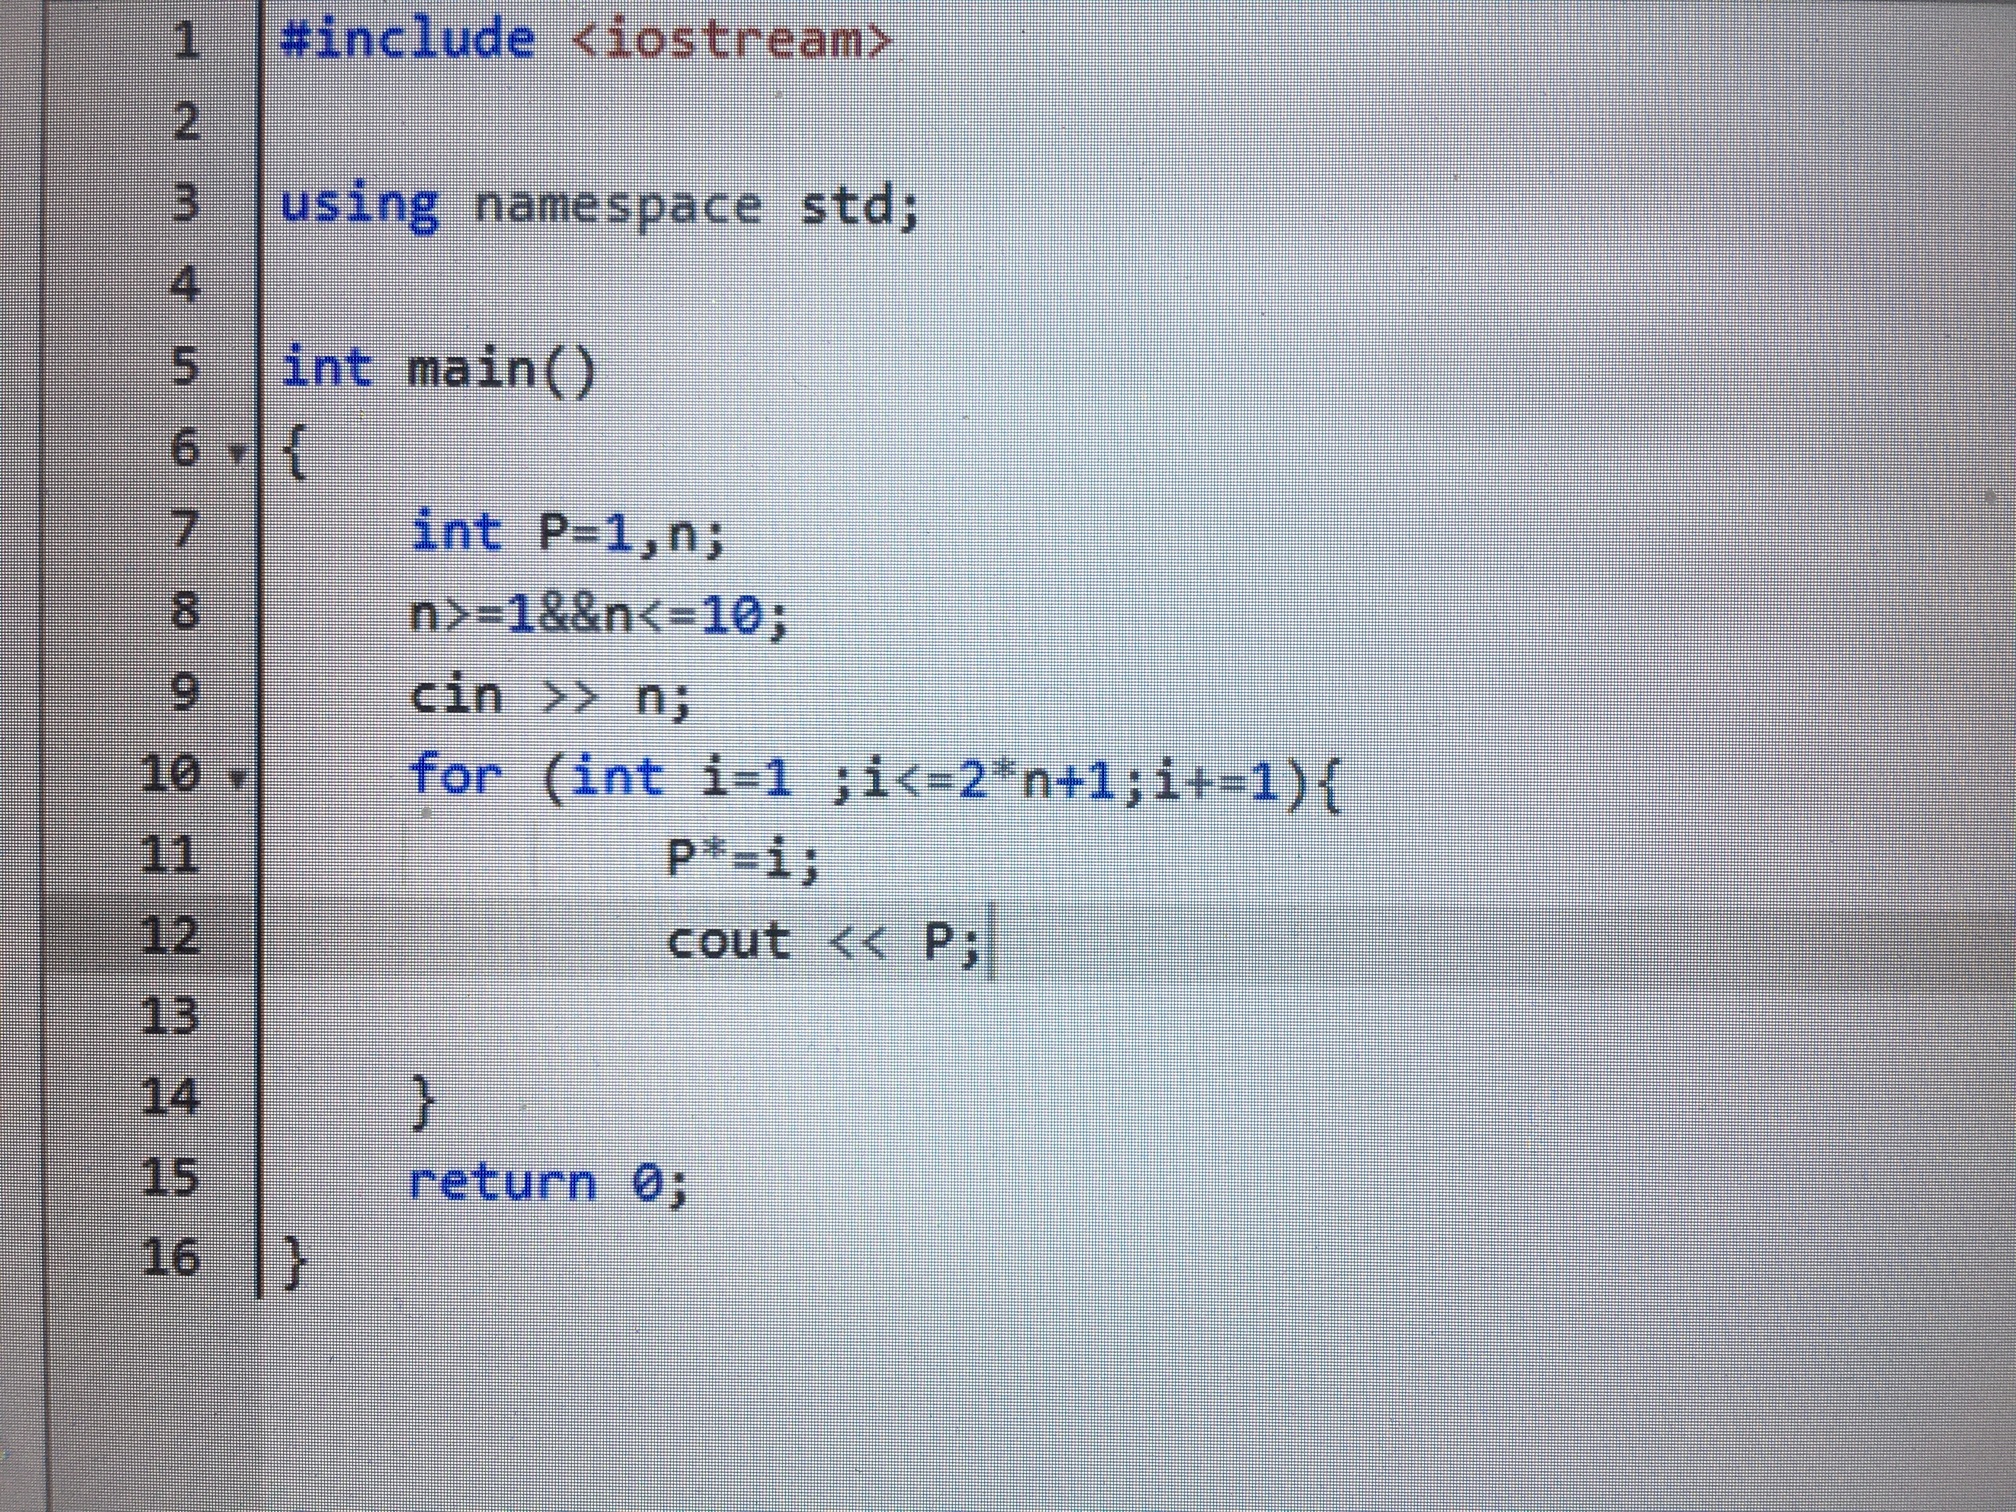 1 #include <iostream>
2
3 using namespace std;
4
5 int main()
6 {
7 int P=1,n;
8 n>=1&&n<=10;
9 cin >> n;
10 for (int i=1 ;i<=2*n+1;i+=1){
11 P*=i;
12 cout << P;
13
14 }
15 return 0;
16 }